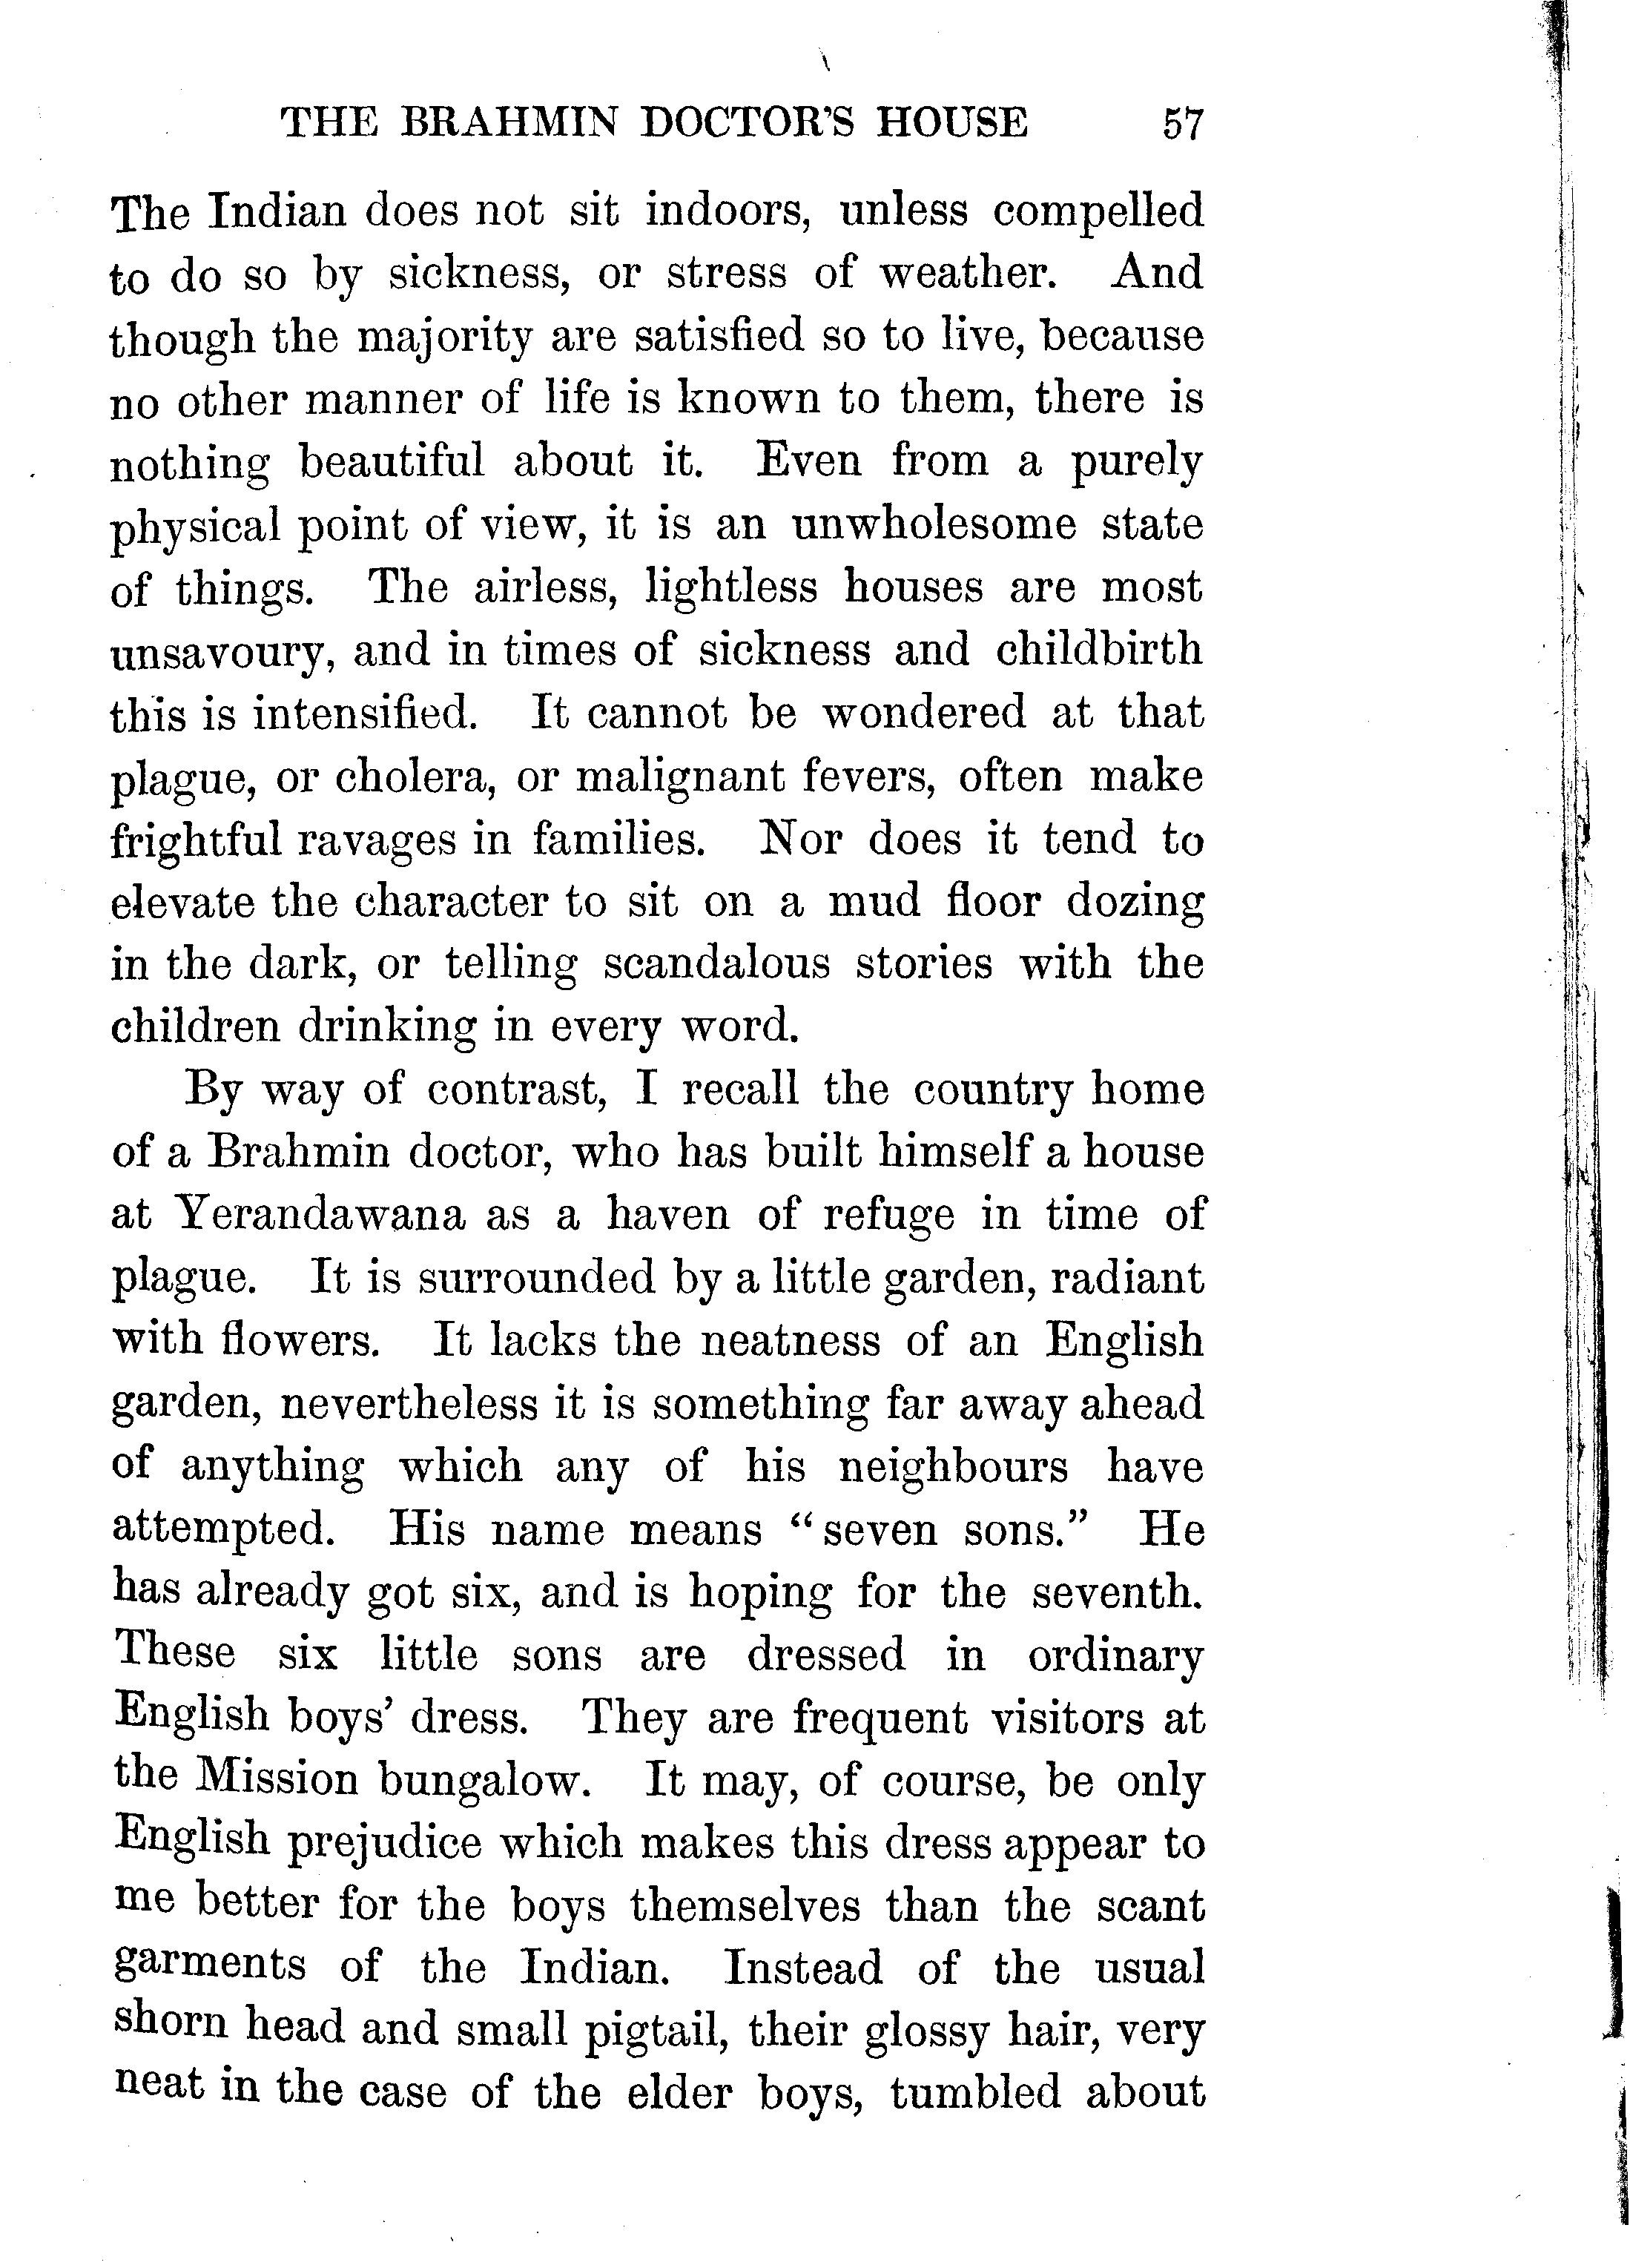 THE BRAHMIN DOCTOR'S HOUSE 57
The Indian does not sit indoors, unless compelled
to do so by sickness, or stress of weather. And
though the majority are satisfied so to live, because
no other manner of life is known to them, there is
nothing beautiful about it. Even from a purely
physical point of view, it is an unwholesome state
of things. The airless, lightless houses are most
unsavoury, and in times of sickness and childbirth
this is intensified. It cannot be wondered at that
plague, or cholera, or malignant fevers, often make
frightful ravages in families. Nor does it tend to
elevate the character to sit on a mud floor dozing
in the dark, or telling scandalous stories with the
children drinking in every word.
By way of contrast, I recall the country home
of a Brahmin doctor, who has built himself a house
at Yerandawana as a haven of refuge in time of
plague. It is surrounded by a little garden, radiant
with flowers. It lacks the neatness of an English
garden, nevertheless it is something far away ahead
of anything which any of his neighbours have
attempted. His name means “seven sons.” He
has already got six, and is hoping for the seventh.
These six little sons are dressed in ordinary
English boys’ dress. They are frequent visitors at
the Mission bungalow. It may, of course, be only
English prejudice which makes this dress appear to
me better for the boys themselves than the scant
garments of the Indian. Instead of the usual
shorn head and small pigtail, their glossy hair, very
neat in the case of the elder boys, tumbled about